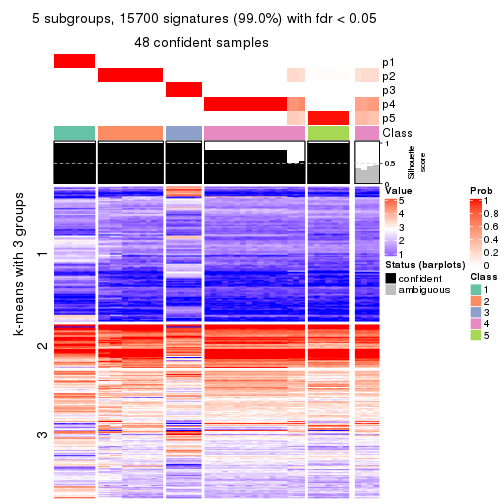 5 subgroups, 15700 signatures (99.0%) with fdr < 0.05
48 confident samples
p1
p2
p3
p4
p5
Class
1
0.5
0
Silhouette
score
k-means with 3 groups
1
2
3
Value
5
4
3
2
1
Status (barplots)
confident
ambiguous
Prob
1
0.8
0.6
0.4
0.2
0
Class
1
2
3
4
5